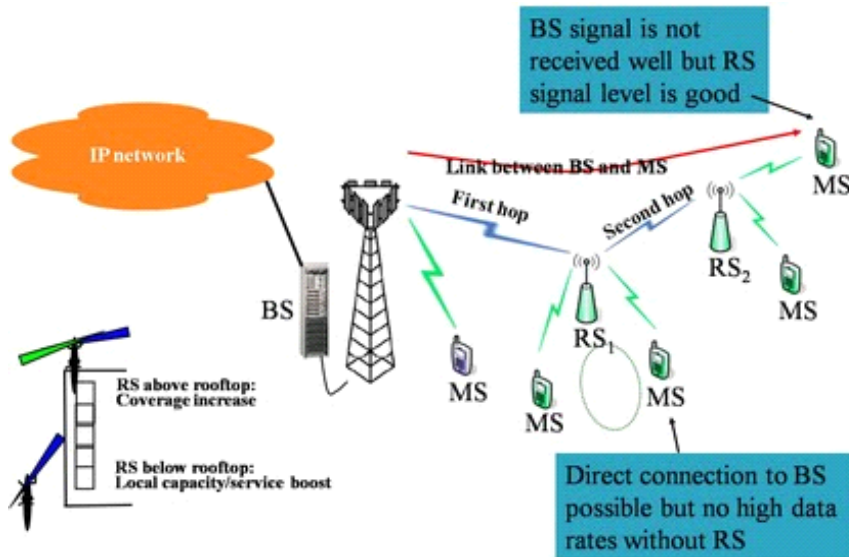 BS signal is not
received well but RS
signal level is good
IP network
Link between BS and MS
MS
First hop
Second hop
RS2
BS
RS1
MS
MS
MS
MS
RS above rooftop:
Coverage increase
RS below rooftop:
Local capacity/service boost
Direct connection to BS
possible but no high data
rates without RS